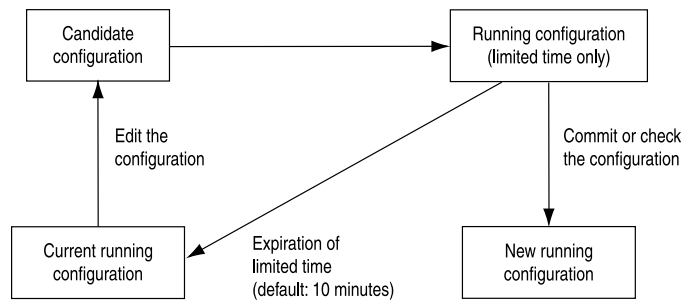 Candidate
configuration
Running configuration
(limited time only)
Edit the
configuration
Commit or check
the configuration
Current running
configuration
Expiration of
limited time
(default: 10 minutes)
New running
configuration